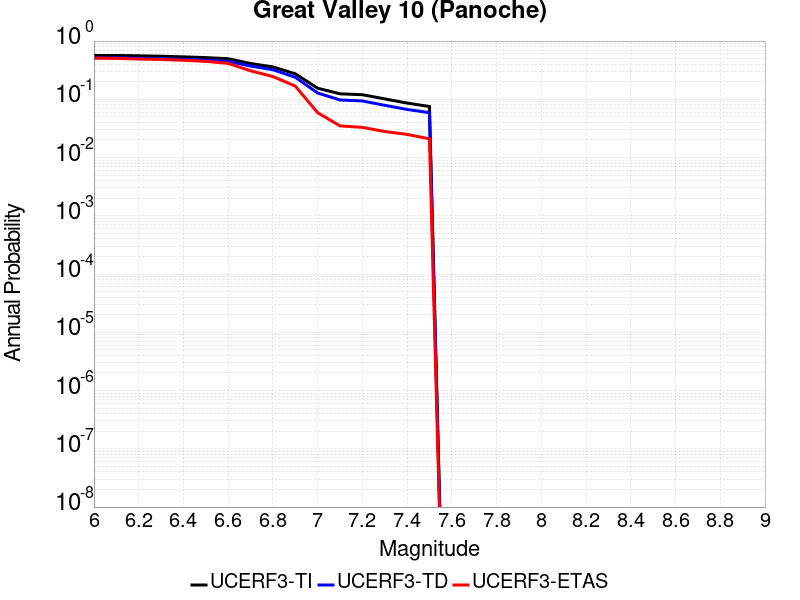 Great Valley 10 (Panoche)
10^0
10^-1
10^-2
10^-3
10^-4
10^-5
10^-6
10^-7
10^-8
Annual Probability
6 6.2 6.4 6.6 6.8 7 7.2 7.4 7.6 7.8 8 8.2 8.4 8.6 8.8 9
Magnitude
UCERF3-TI UCERF3-TD UCERF3-ETAS